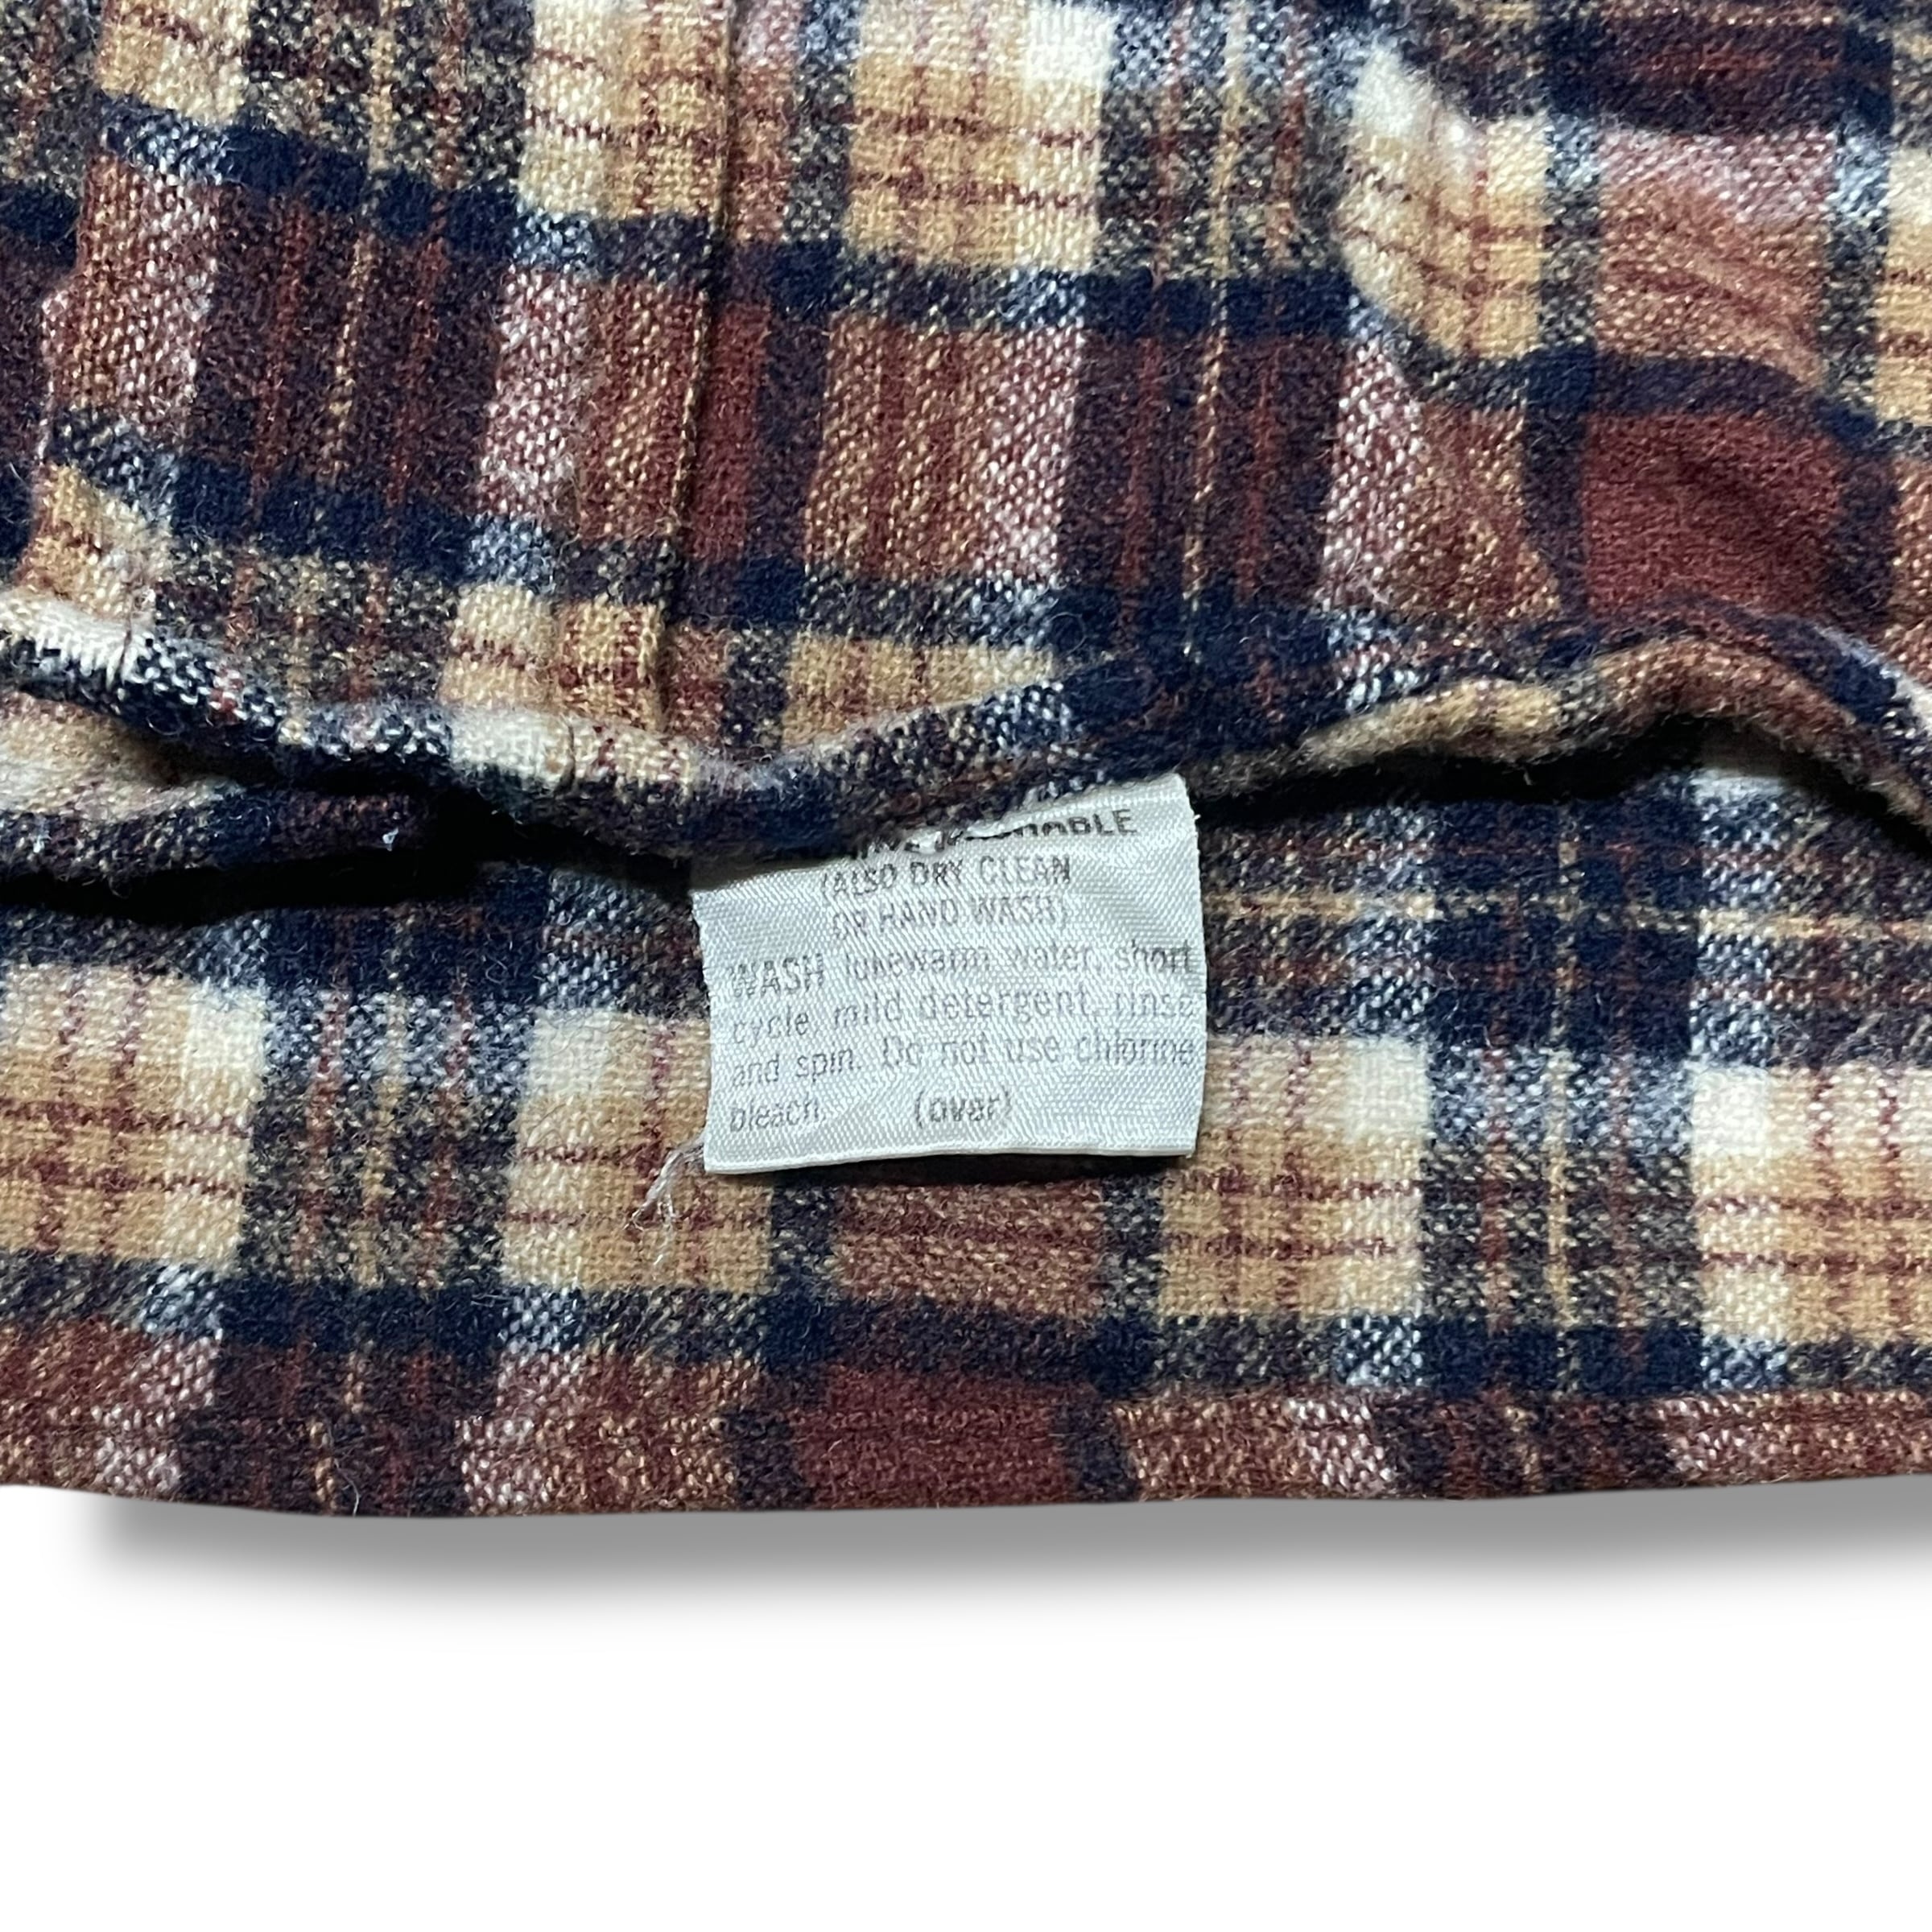 WASHABLE
(ALSO DRY CLEAN
OR HAND WASH)
WASH lukewarm water, short
cycle, mild detergent, rinse
and spin. Do not use chlorine
bleach. (over)